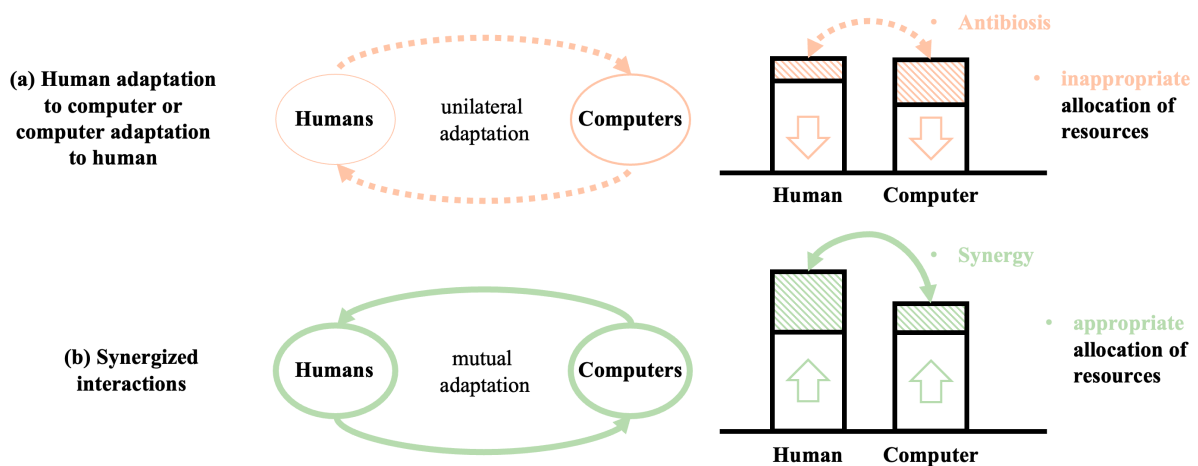 (a) Human adaptation
to computer or
computer adaptation
to human
Humans
unilateral
adaptation
Computers
• Antibiosis
• inappropriate
allocation of
resources
Human
Computer
(b) Synergized
interactions
Humans
mutual
adaptation
Computers
• Synergy
• appropriate
allocation of
resources
Human
Computer